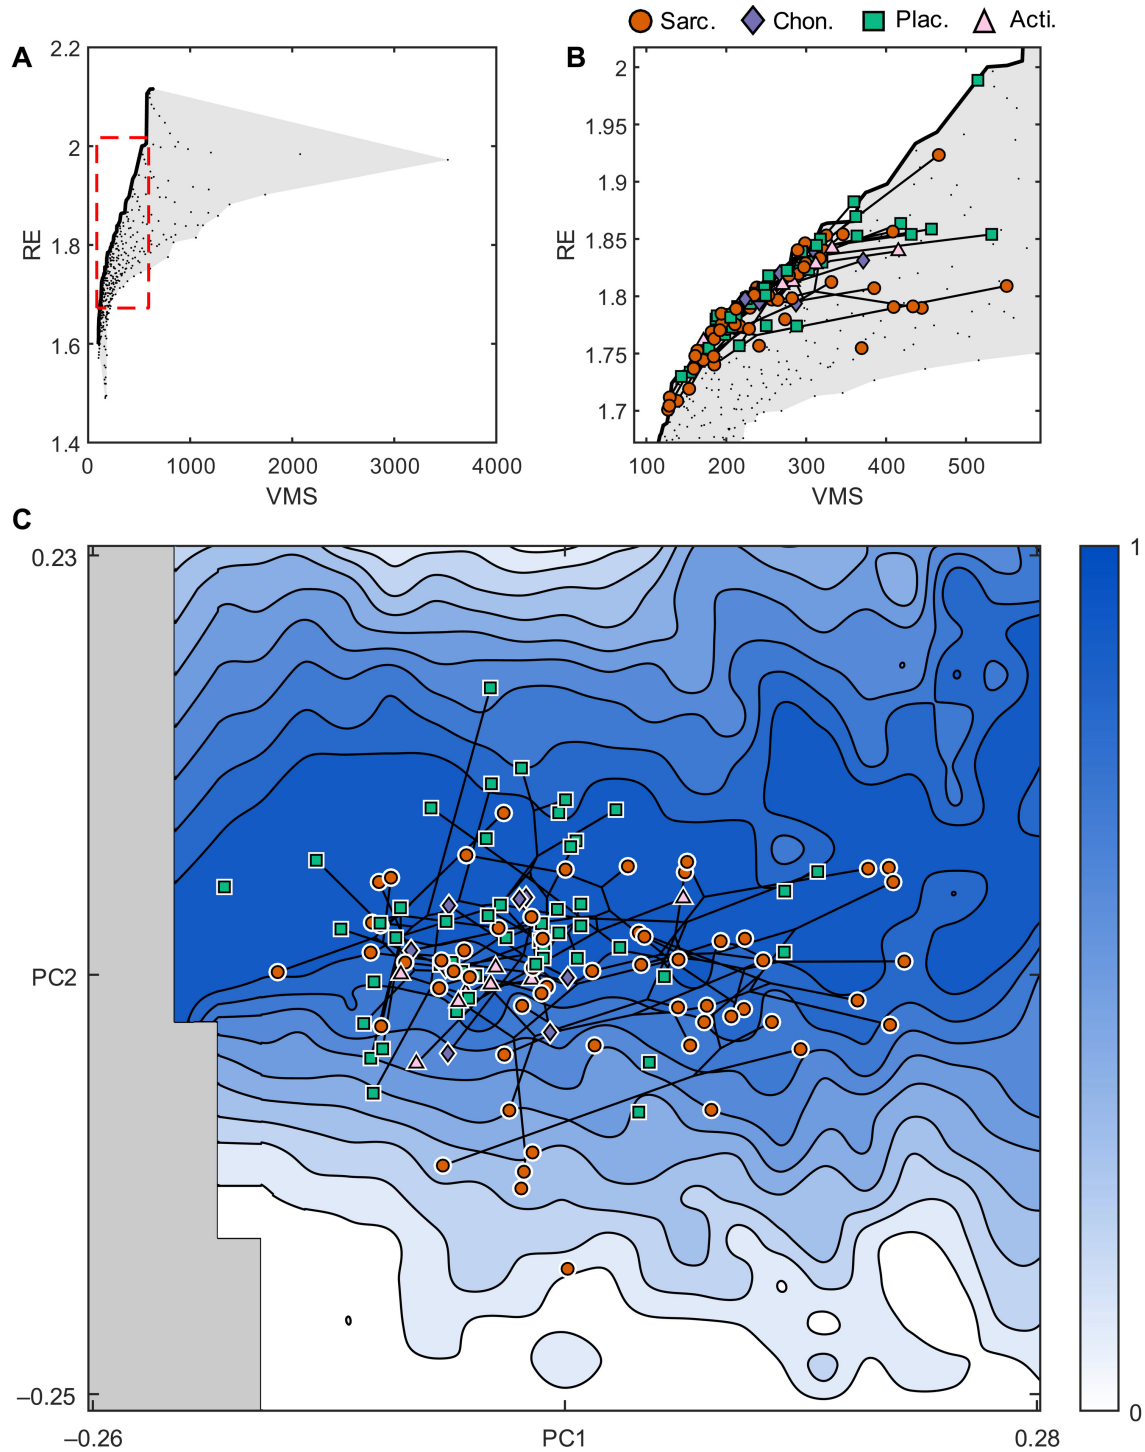 Sarc. Chon. Plac. Acti.
A
B
2.2
2
1.8
1.6
1.4
RE
0 1000 2000 3000 4000
VMS
2
1.95
1.9
1.85
1.8
1.75
1.7
RE
100 200 300 400 500
VMS
C
0.23
PC2
–0.25
–0.26 PC1 0.28
1
0